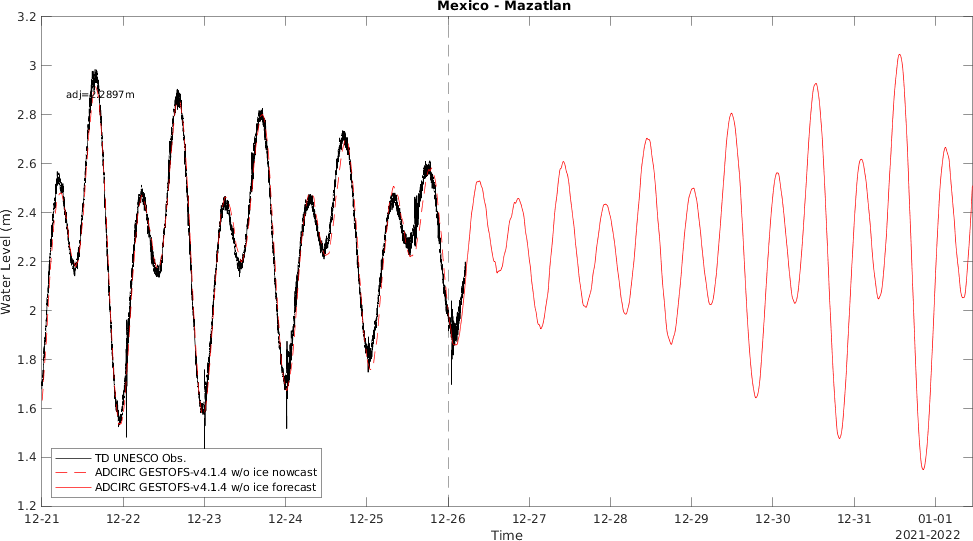 Mexico - Mazatlan
3.2
3
2.8
2.6
2.4
2.2
2
1.8
1.6
1.4
1.2
Water Level (m)
adj=2.2897m
TD UNESCO Obs.
ADCIRC GESTOFS-v4.1.4 w/o ice nowcast
ADCIRC GESTOFS-v4.1.4 w/o ice forecast
12-21 12-22 12-23 12-24 12-25 12-26 12-27 12-28 12-29 12-30 12-31 01-01
2021-2022
Time